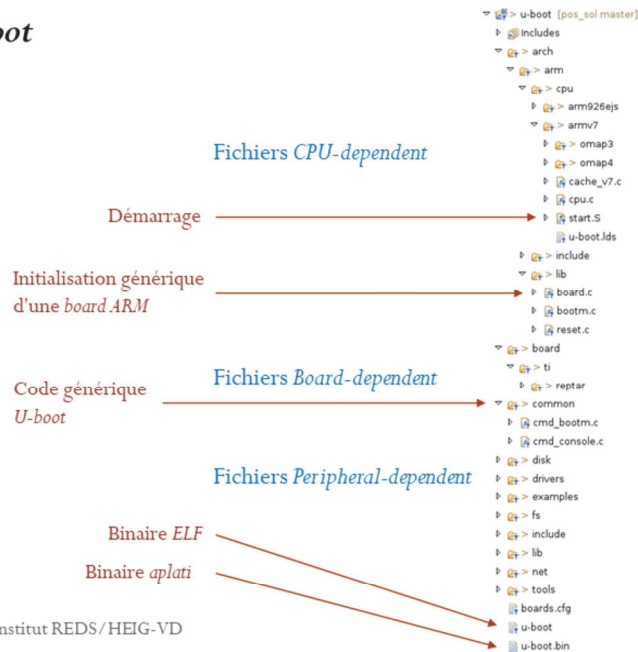 oot
Fichiers CPU-dependent
Démarrage
Initialisation générique
d'une board ARM
Fichiers Board-dependent
Code générique
U-boot
Fichiers Peripheral-dependent
Binaire ELF
Binaire aplati
nstitut REDS/HEIG-VD
> u-boot [pos_sol master]
Includes
> arch
> arm
> cpu
> arm926ejs
> armv7
> omap3
> omap4
cache_v7.c
cpu.c
start.S
u-boot.lds
> include
> lib
board.c
bootm.c
reset.c
> board
> ti
> reptar
> common
cmd_bootm.c
cmd_console.c
> disk
> drivers
> examples
> fs
> include
> lib
> net
> tools
boards.cfg
u-boot
u-boot.bin